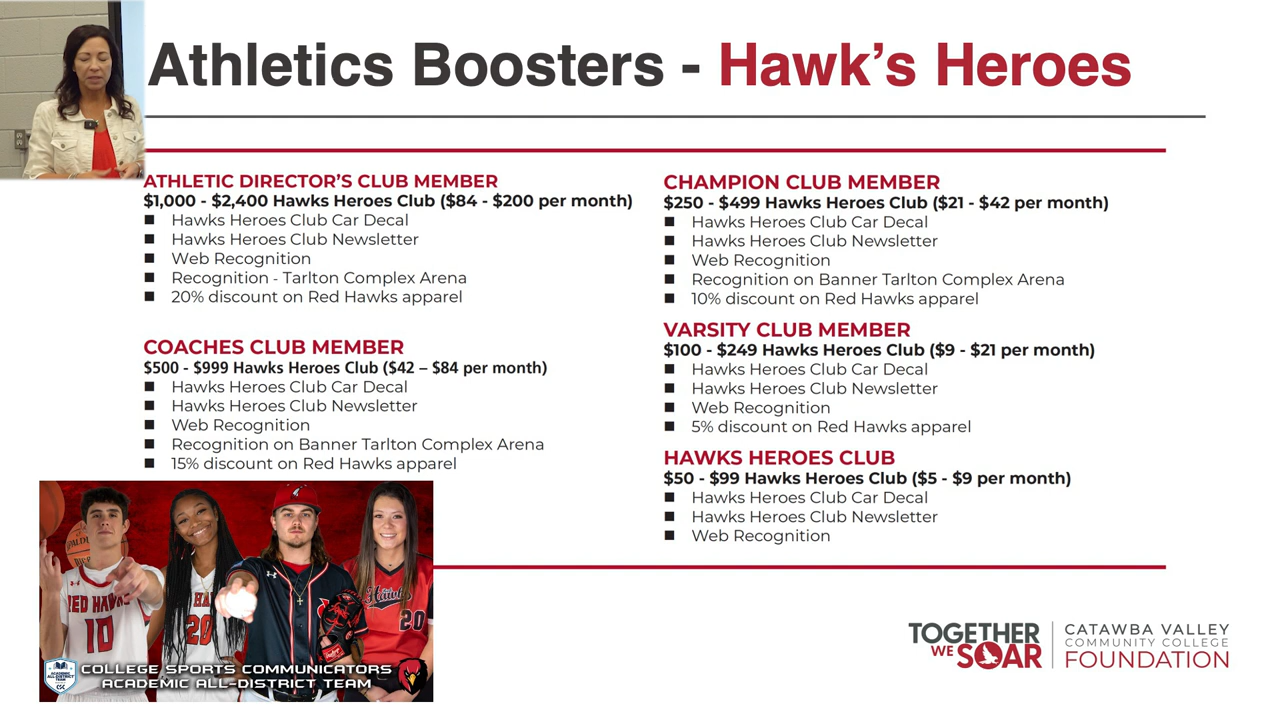 Athletics Boosters - Hawk's Heroes
ATHLETIC DIRECTOR'S CLUB MEMBER
$1,000 - $2,400 Hawks Heroes Club ($84 - $200 per month)
Hawks Heroes Club Car Decal
Hawks Heroes Club Newsletter
Web Recognition
Recognition - Tarlton Complex Arena
20% discount on Red Hawks apparel
COACHES CLUB MEMBER
$500 - $999 Hawks Heroes Club ($42 – $84 per month)
Hawks Heroes Club Car Decal
Hawks Heroes Club Newsletter
Web Recognition
Recognition on Banner Tarlton Complex Arena
15% discount on Red Hawks apparel
CHAMPION CLUB MEMBER
$250 - $499 Hawks Heroes Club ($21 - $42 per month)
Hawks Heroes Club Car Decal
Hawks Heroes Club Newsletter
Web Recognition
Recognition on Banner Tarlton Complex Arena
10% discount on Red Hawks apparel
VARSITY CLUB MEMBER
$100 - $249 Hawks Heroes Club ($9 - $21 per month)
Hawks Heroes Club Car Decal
Hawks Heroes Club Newsletter
Web Recognition
5% discount on Red Hawks apparel
HAWKS HEROES CLUB
$50 - $99 Hawks Heroes Club ($5 - $9 per month)
Hawks Heroes Club Car Decal
Hawks Heroes Club Newsletter
Web Recognition
RED HAWKS
10
20
Hawks
20
ACADEMIC
ALL-DISTRICT
TEAM
CSC
COLLEGE SPORTS COMMUNICATORS
ACADEMIC ALL-DISTRICT TEAM
TOGETHER
WE SOAR
CATAWBA VALLEY
COMMUNITY COLLEGE
FOUNDATION